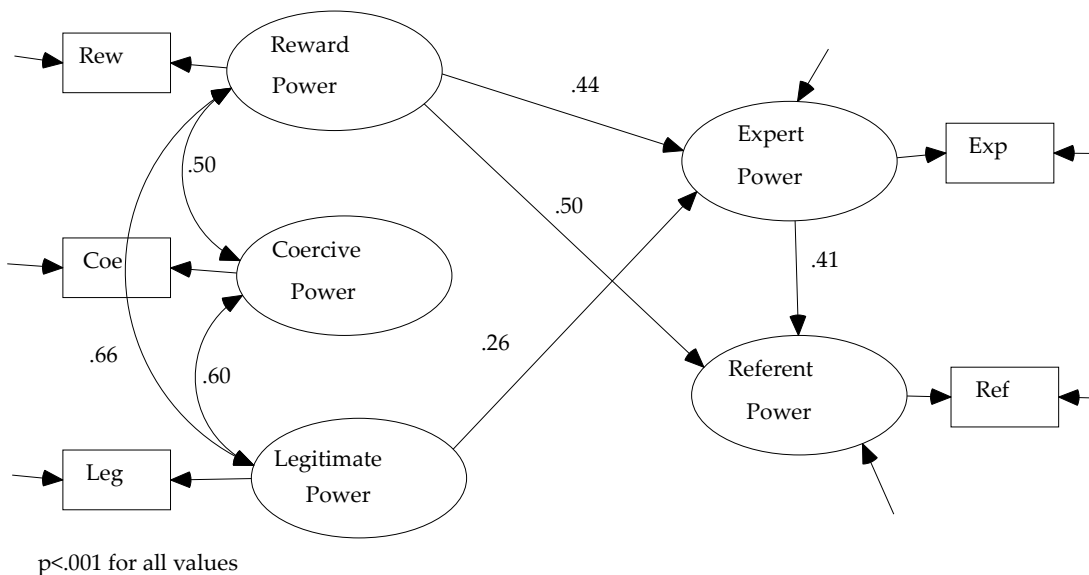 Rew
Reward
Power
.44
Expert
Power
Exp
.50
.50
Coe
Coercive
Power
.41
.66
.60
.26
Referent
Power
Ref
Leg
Legitimate
Power
p<.001 for all values